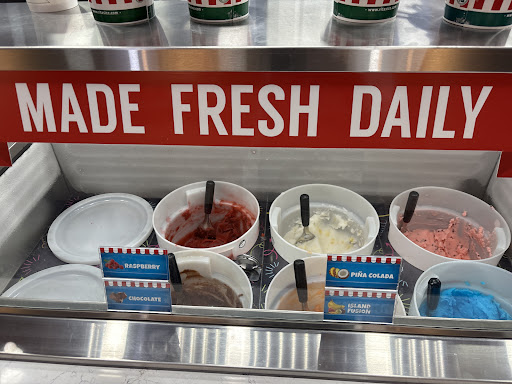 MADE FRESH DAILY
RASPBERRY
CHOCOLATE
PIÑA COLADA
ISLAND
FUSION